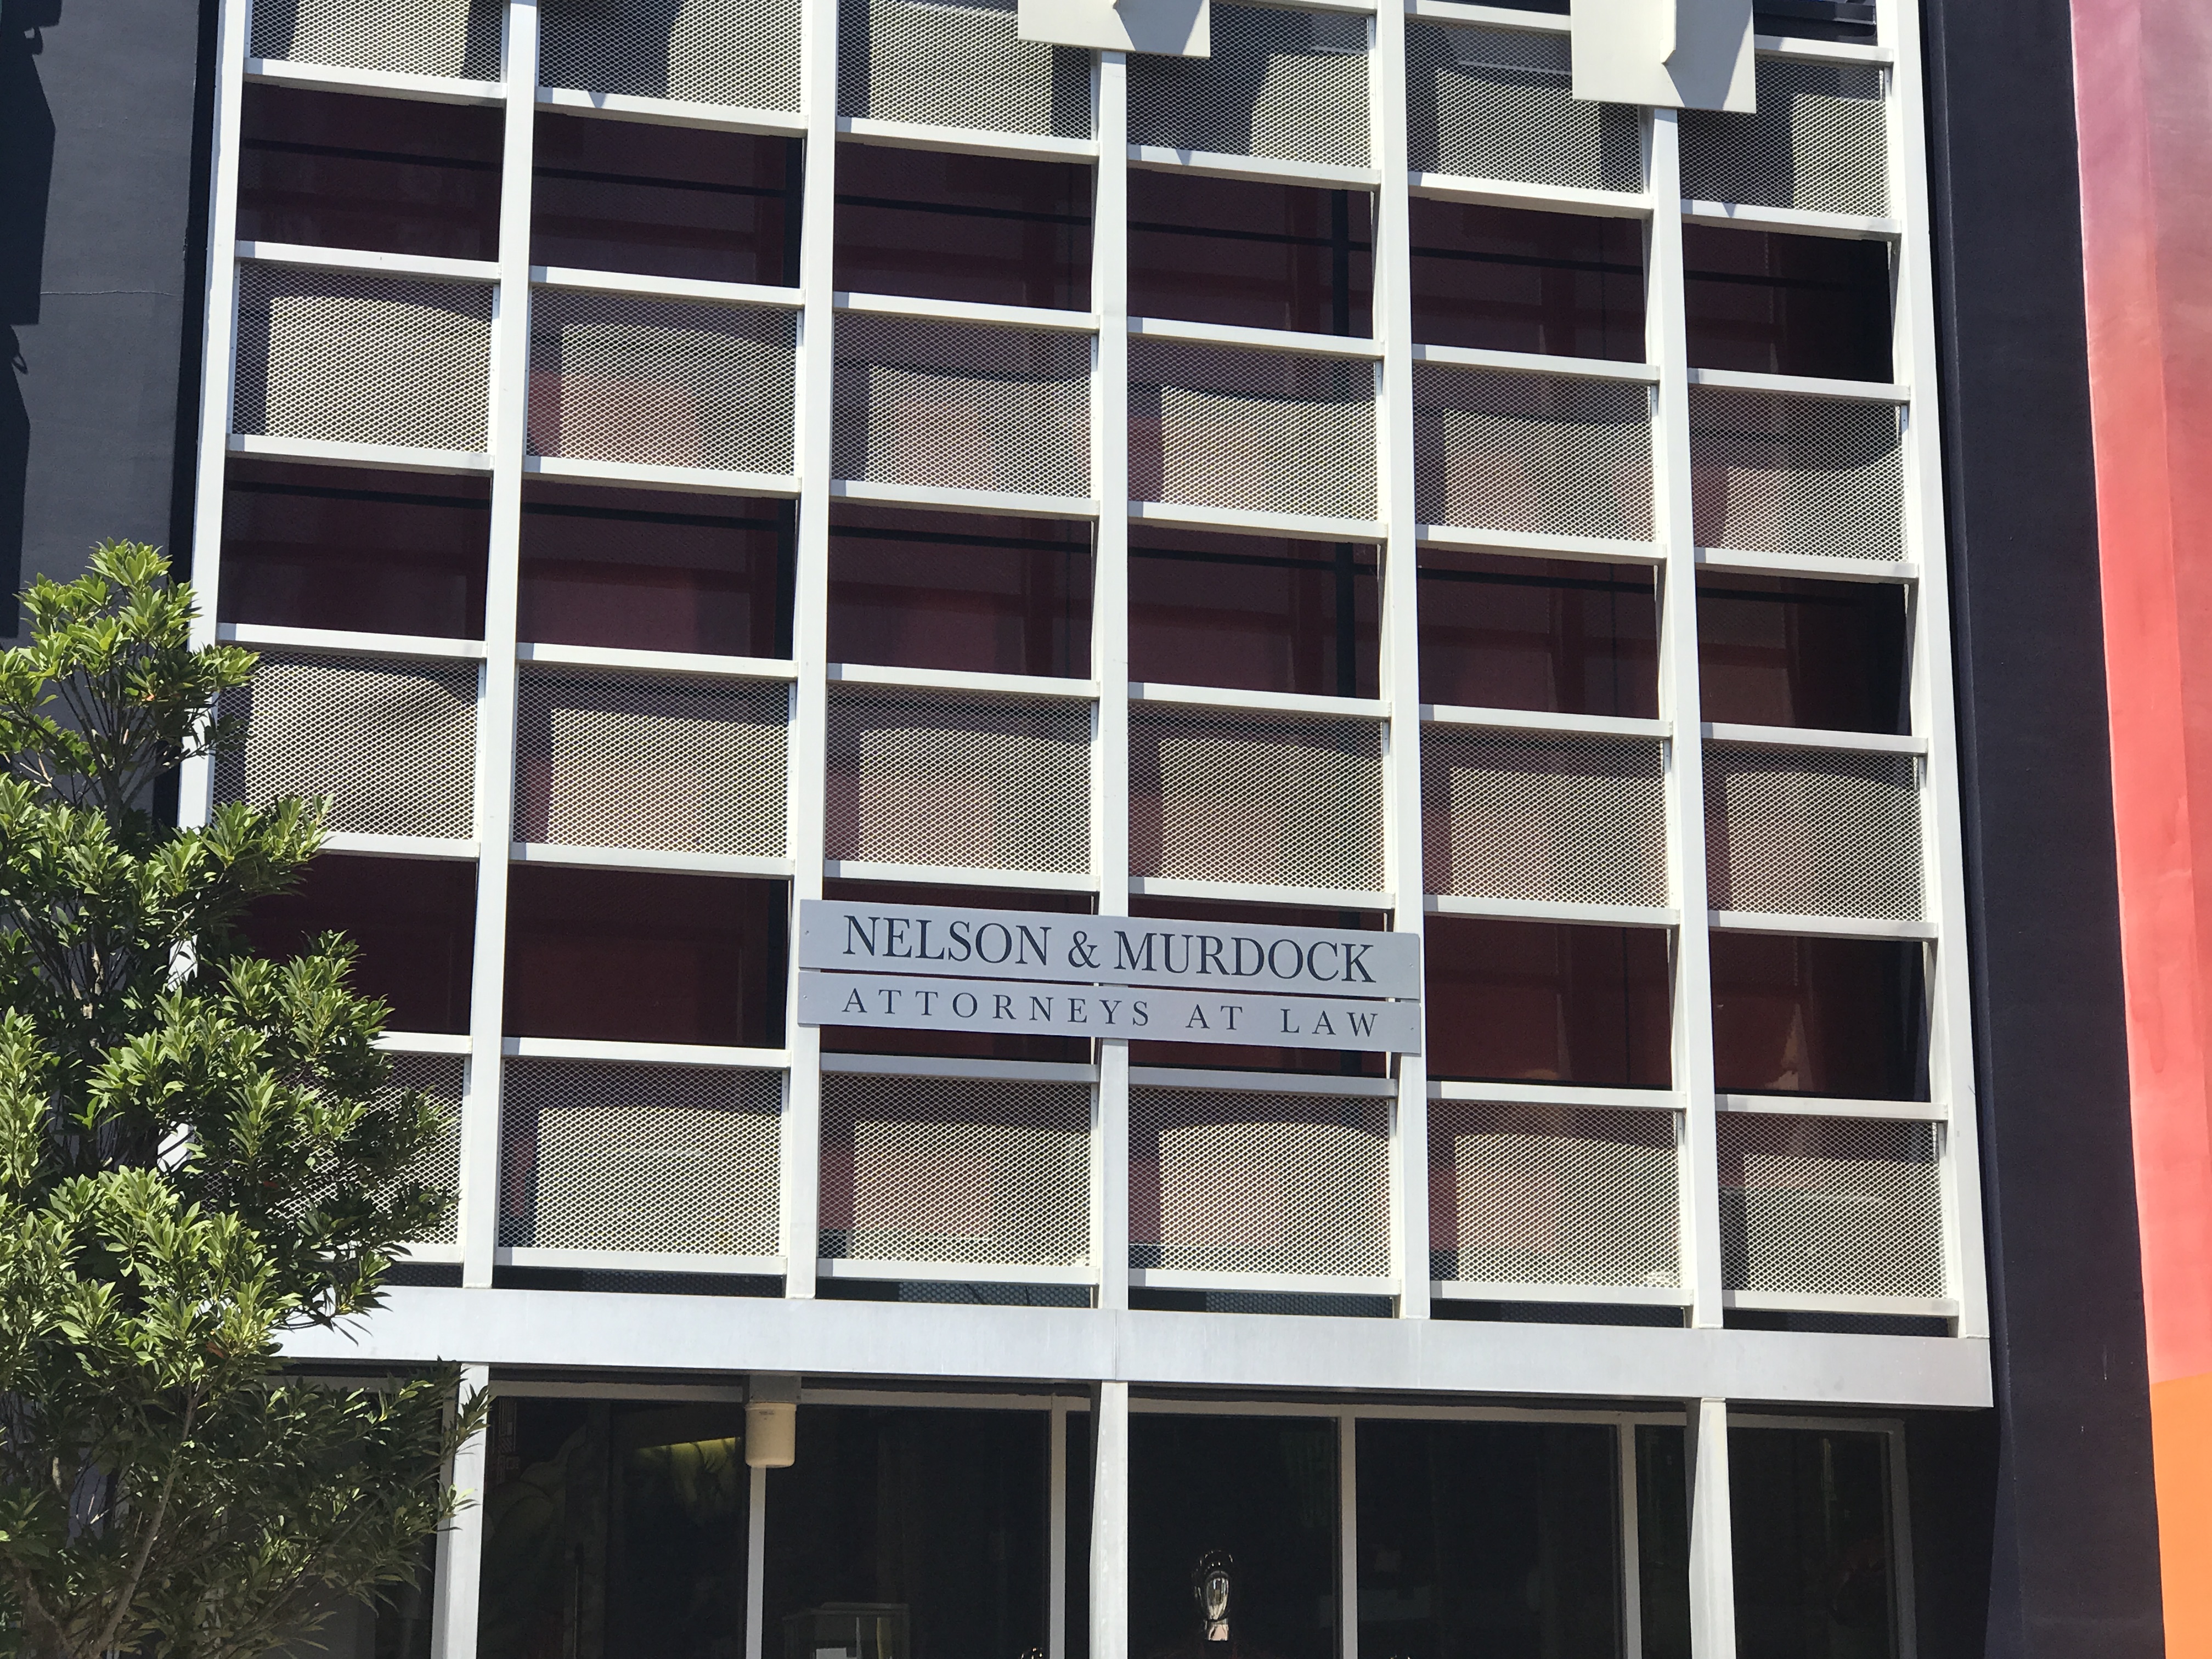 NELSON & MURDOCK
ATTORNEYS AT LAW